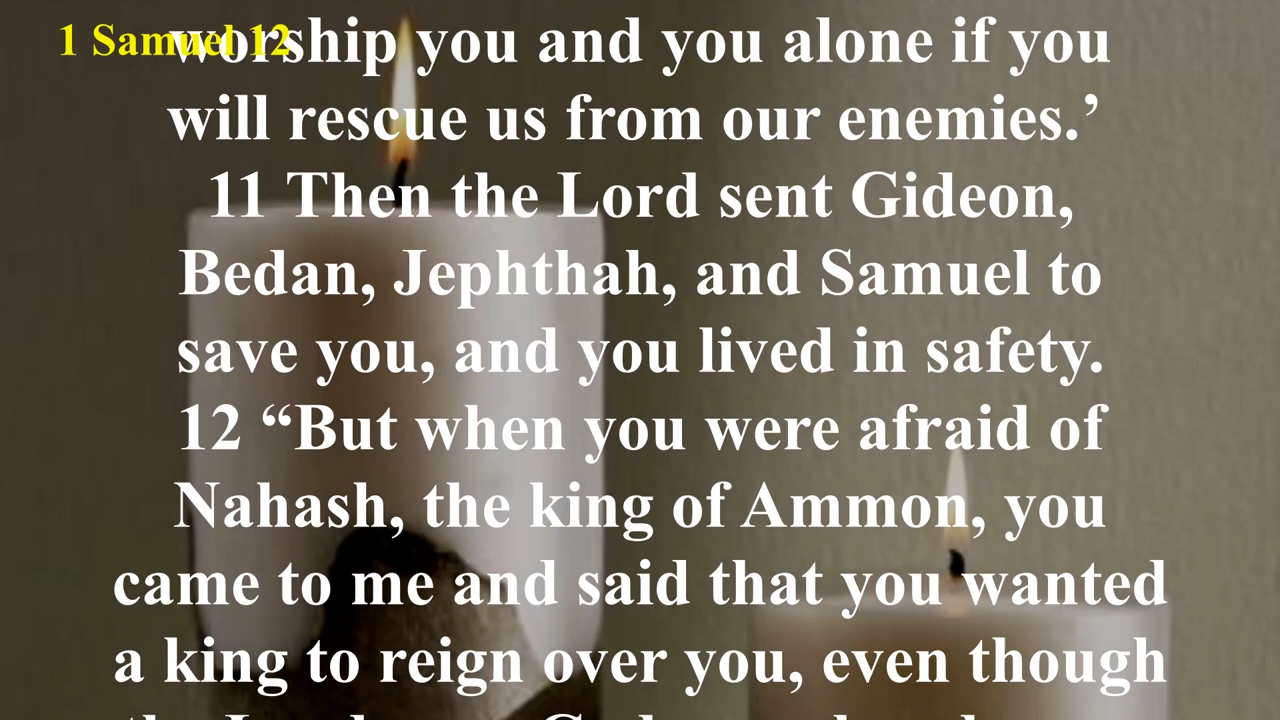 1 Samuel 12
worship you and you alone if you
will rescue us from our enemies.’
11 Then the Lord sent Gideon,
Bedan, Jephthah, and Samuel to
save you, and you lived in safety.
12 “But when you were afraid of
Nahash, the king of Ammon, you
came to me and said that you wanted
a king to reign over you, even though